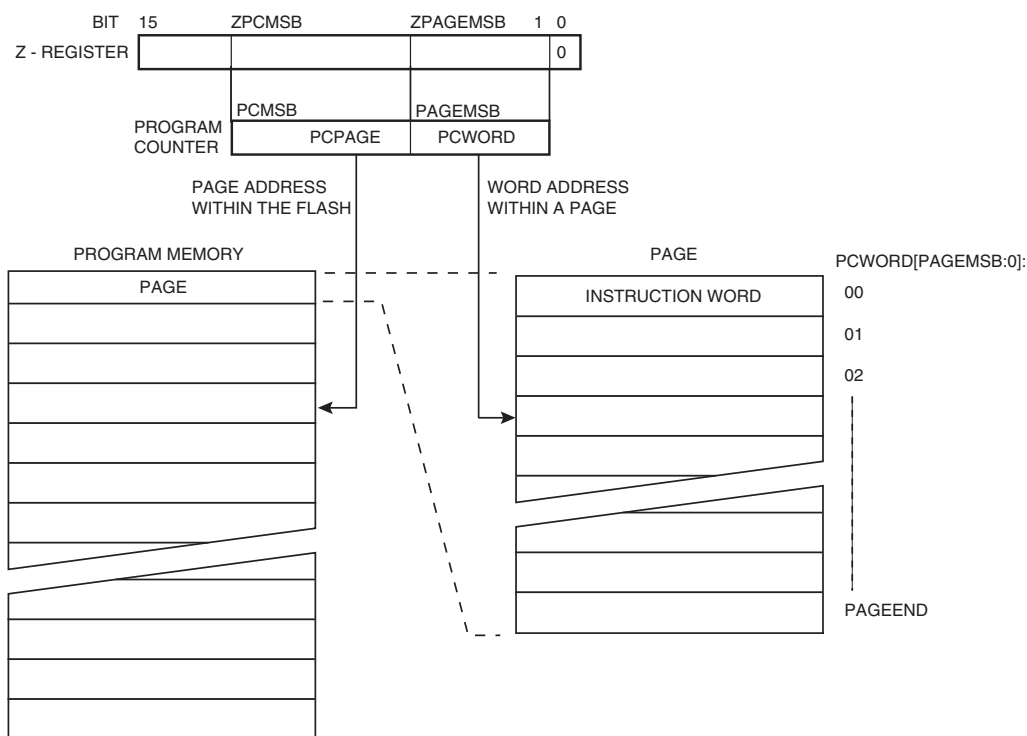 BIT 15 ZPCMSB ZPAGEMSB 1 0
Z - REGISTER 0
PCMSB PAGEMSB
PROGRAM
COUNTER
PCPAGE PCWORD
PAGE ADDRESS
WITHIN THE FLASH
WORD ADDRESS
WITHIN A PAGE
PROGRAM MEMORY
PAGE
PAGE
PCWORD[PAGEMSB:0]:
INSTRUCTION WORD
00
01
02
PAGEEND